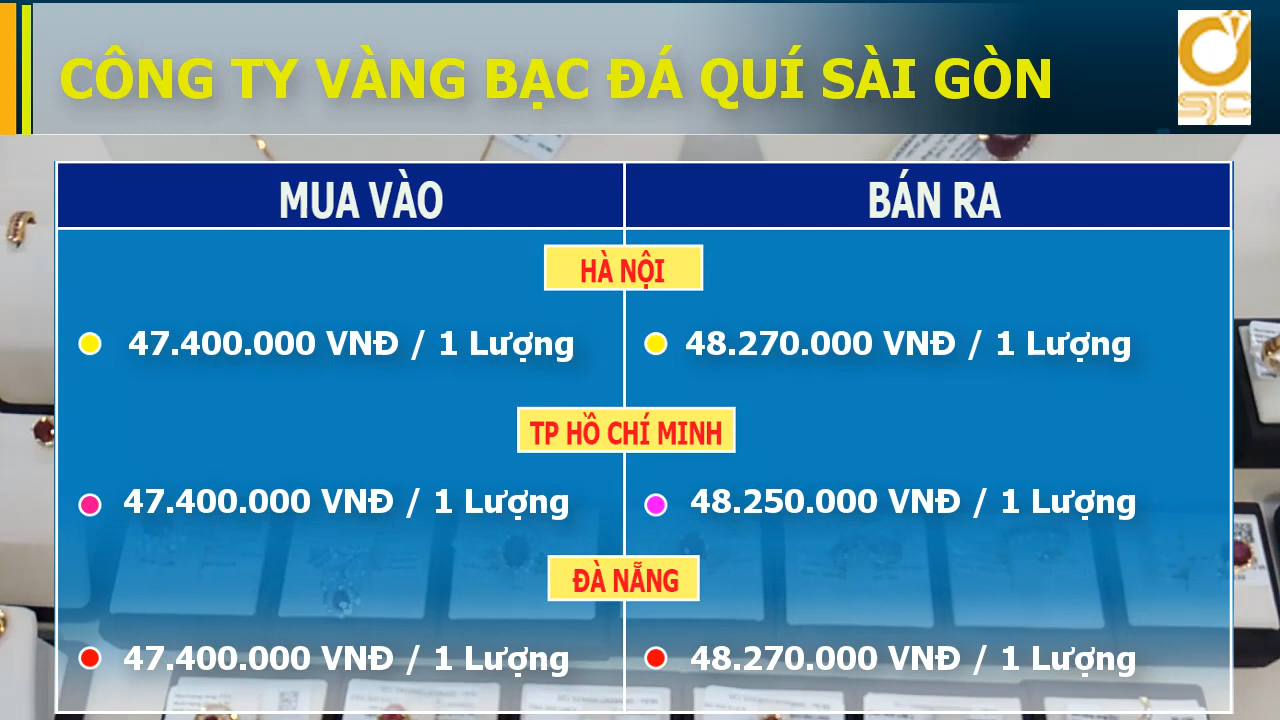 CÔNG TY VÀNG BẠC ĐÁ QUÍ SÀI GÒN
SJC
MUA VÀO
BÁN RA
HÀ NỘI
47.400.000 VNĐ / 1 Lượng
48.270.000 VNĐ / 1 Lượng
TP HỒ CHÍ MINH
47.400.000 VNĐ / 1 Lượng
48.250.000 VNĐ / 1 Lượng
ĐÀ NẴNG
47.400.000 VNĐ / 1 Lượng
48.270.000 VNĐ / 1 Lượng